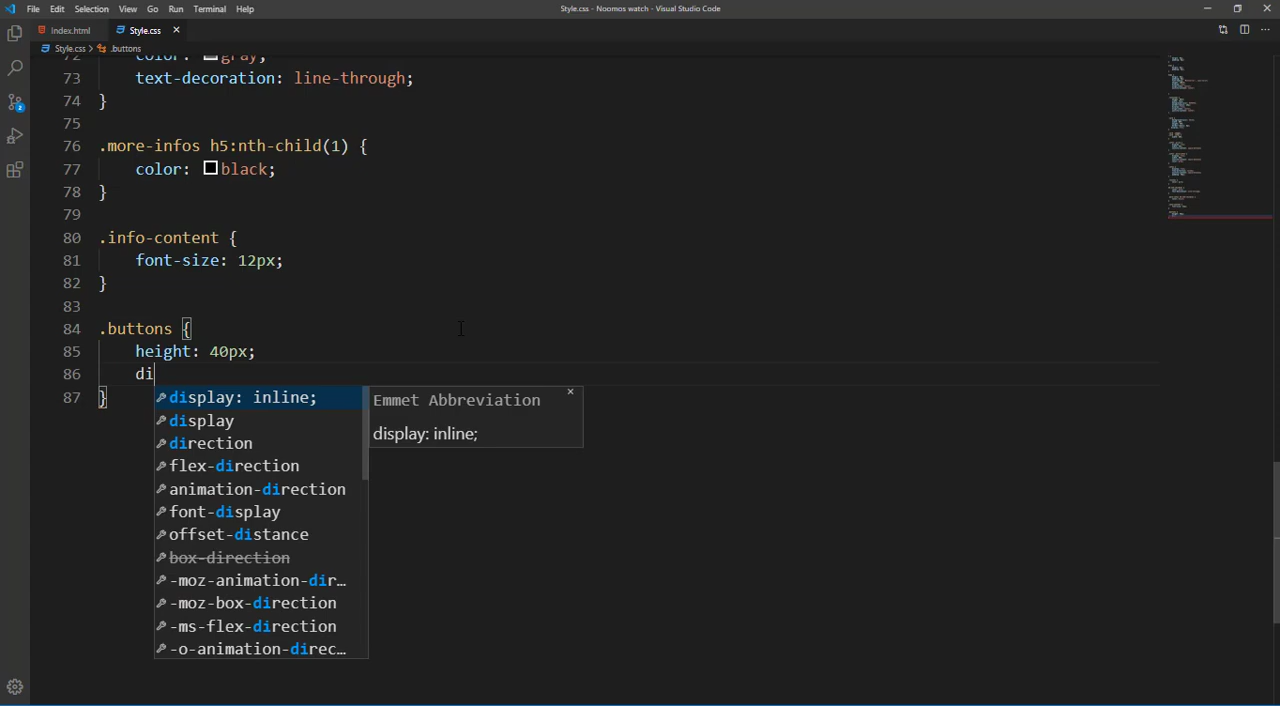 File Edit Selection View Go Run Terminal Help
Style.css - Noomos watch - Visual Studio Code
Index.html
Style.css
Style.css > .buttons
72 color: gray;
73 text-decoration: line-through;
74 }
75
76 .more-infos h5:nth-child(1) {
77 color: black;
78 }
79
80 .info-content {
81 font-size: 12px;
82 }
83
84 .buttons {
85 height: 40px;
86 di
87 }
display: inline;
display
direction
flex-direction
animation-direction
font-display
offset-distance
box-direction
-moz-animation-dir…
-moz-box-direction
-ms-flex-direction
-o-animation-direc…
Emmet Abbreviation
display: inline;
2